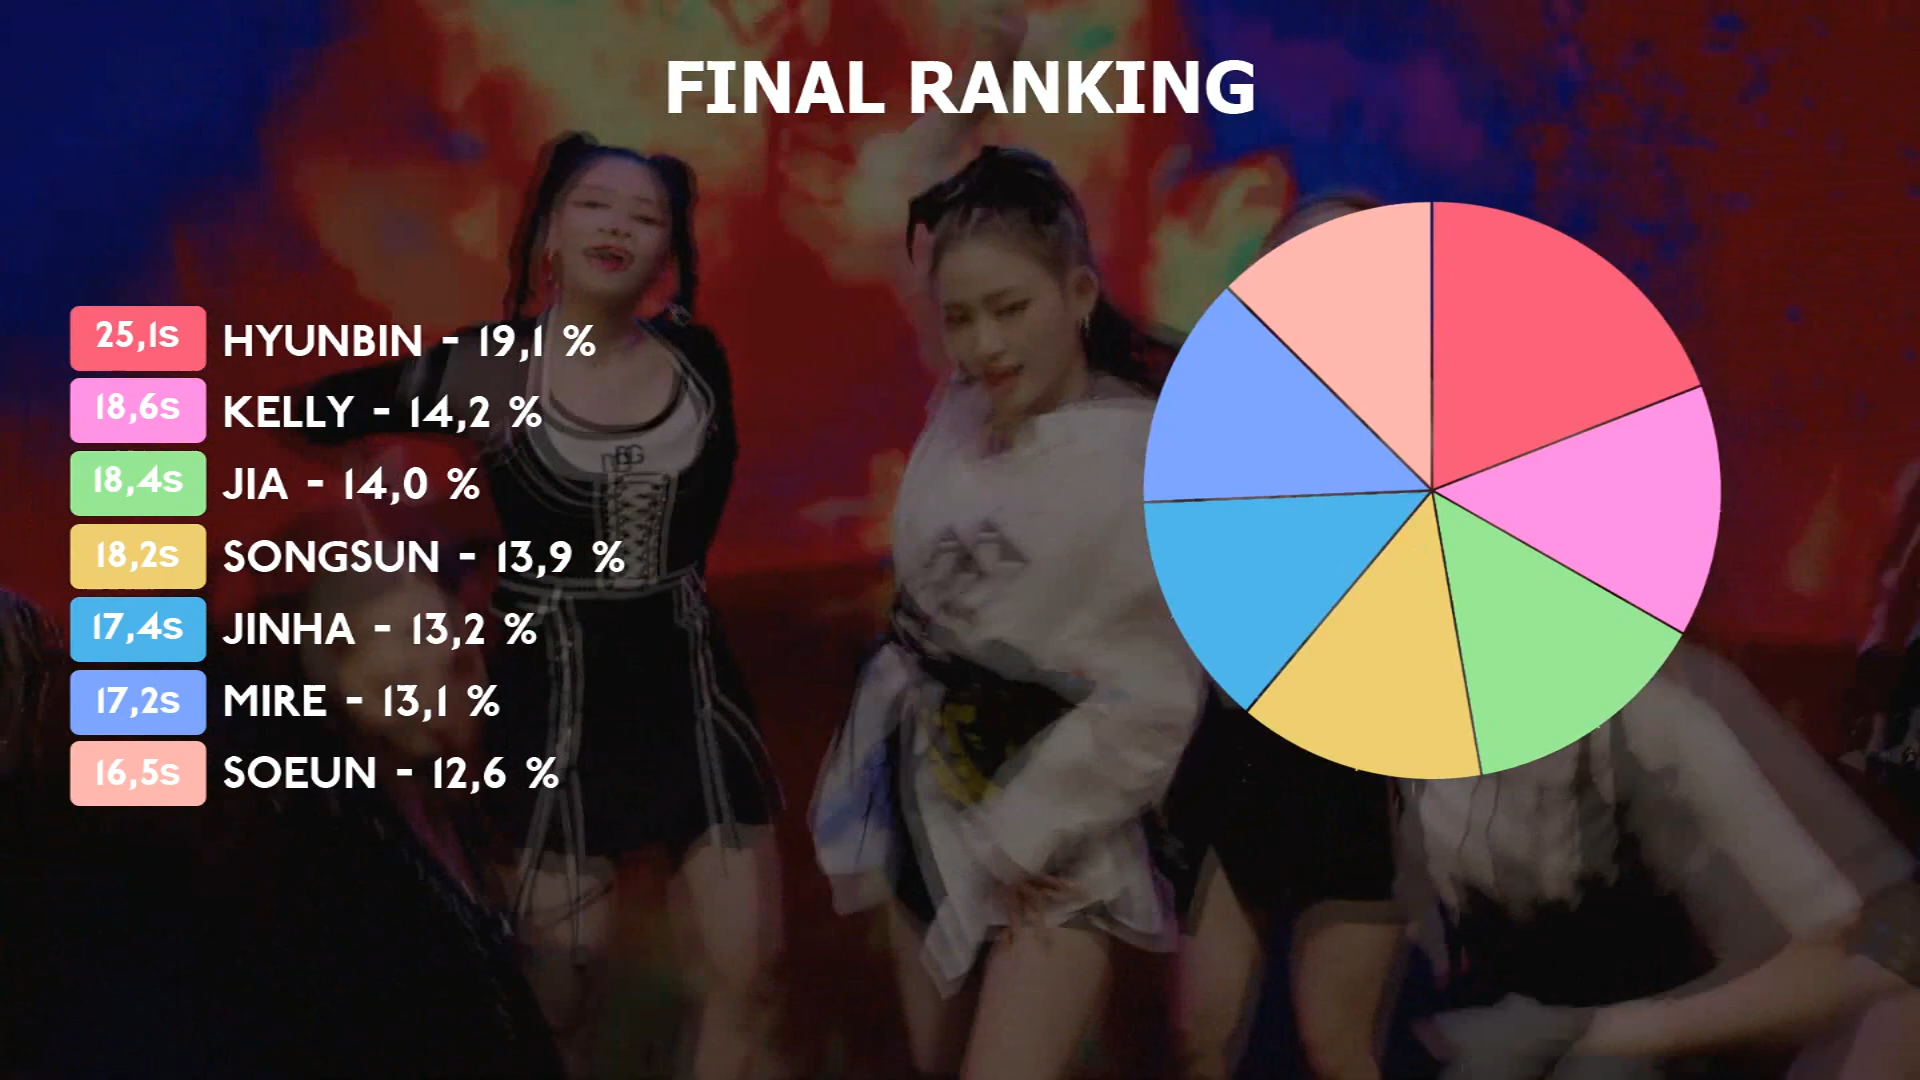 FINAL RANKING
25,1s HYUNBIN - 19,1 %
18,6s KELLY - 14,2 %
18,4s JIA - 14,0 %
18,2s SONGSUN - 13,9 %
17,4s JINHA - 13,2 %
17,2s MIRE - 13,1 %
16,5s SOEUN - 12,6 %